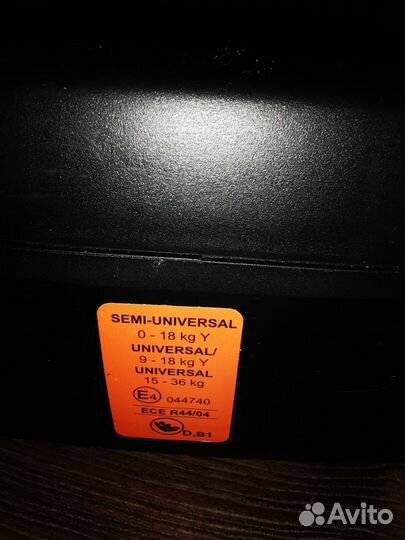 SEMI-UNIVERSAL
0 - 18 kg Y
UNIVERSAL/
9 - 18 kg Y
UNIVERSAL
15 - 36 kg
E4 044740
ECE R44/04
D.B1
Avito